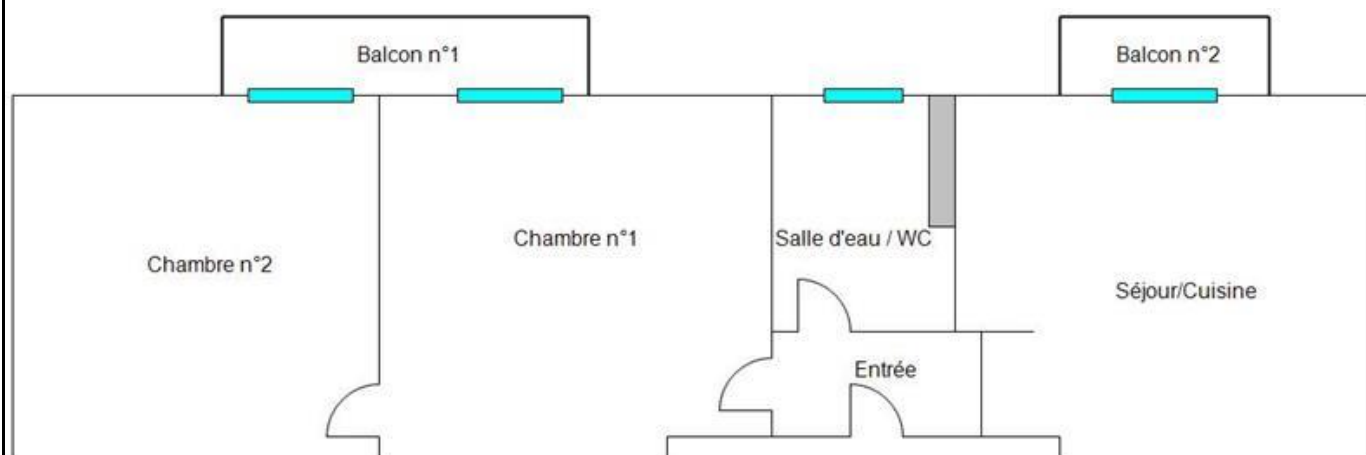 Balcon n°1
Balcon n°2
Chambre n°2
Chambre n°1
Salle d'eau / WC
Séjour/Cuisine
Entrée